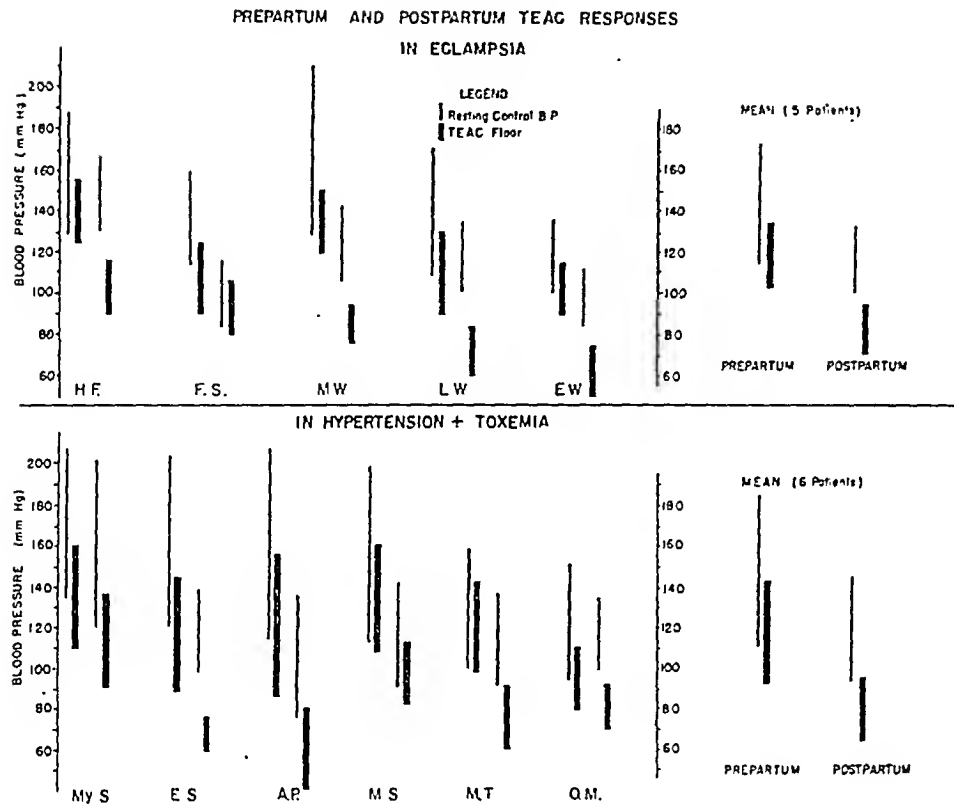 PREPARTUM AND POSTPARTUM TEAC RESPONSES
IN ECLAMPSIA
LEGEND
Resting Control B.P.
TEAC Floor
MEAN (5 Patients)
BLOOD PRESSURE (mm Hg)
200
180
160
140
120
100
80
60
180
160
140
120
100
80
60
H F.
F. S.
M W
L W
E W
PREPARTUM
POSTPARTUM
IN HYPERTENSION + TOXEMIA
MEAN (6 Patients)
BLOOD PRESSURE (mm Hg)
200
180
160
140
120
100
80
60
180
160
140
120
100
80
60
My S
E S
A.P.
M S
M.T
O.M.
PREPARTUM
POSTPARTUM